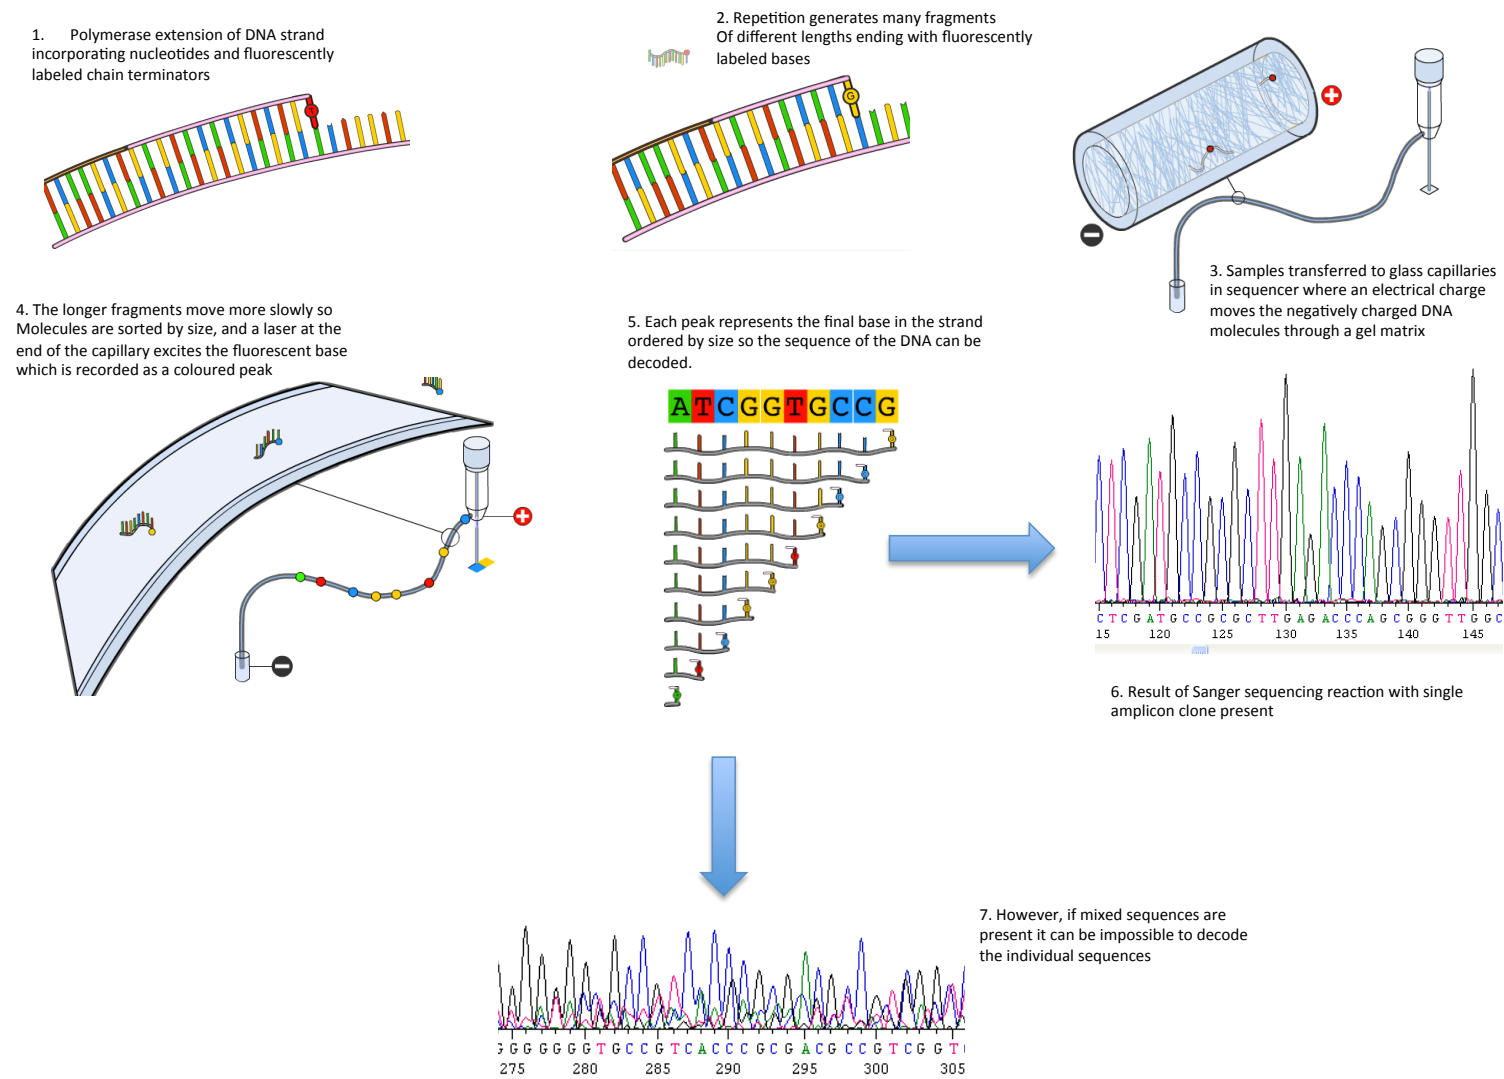 1. Polymerase extension of DNA strand
incorporating nucleotides and fluorescently
labeled chain terminators
T
2. Repetition generates many fragments
Of different lengths ending with fluorescently
labeled bases
G
3. Samples transferred to glass capillaries
in sequencer where an electrical charge
moves the negatively charged DNA
molecules through a gel matrix
4. The longer fragments move more slowly so
Molecules are sorted by size, and a laser at the
end of the capillary excites the fluorescent base
which is recorded as a coloured peak
5. Each peak represents the final base in the strand
ordered by size so the sequence of the DNA can be
decoded.
ATCGGTGCCG
CTCGATGCCGCGCTTGAGACCCAGCGGGTTGGC
15 120 125 130 135 140 145
6. Result of Sanger sequencing reaction with single
amplicon clone present
7. However, if mixed sequences are
present it can be impossible to decode
the individual sequences
GGGGGGTGCCGTCACCCGCGACGCCGTCGGT
275 280 285 290 295 300 305